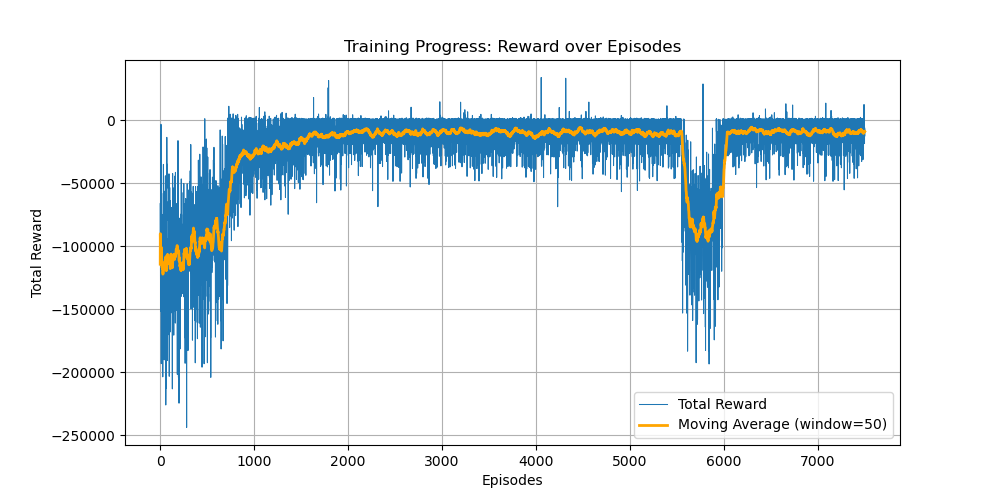 Training Progress: Reward over Episodes
Total Reward
0
−50000
−100000
−150000
−200000
−250000
0 1000 2000 3000 4000 5000 6000 7000
Episodes
Total Reward
Moving Average (window=50)